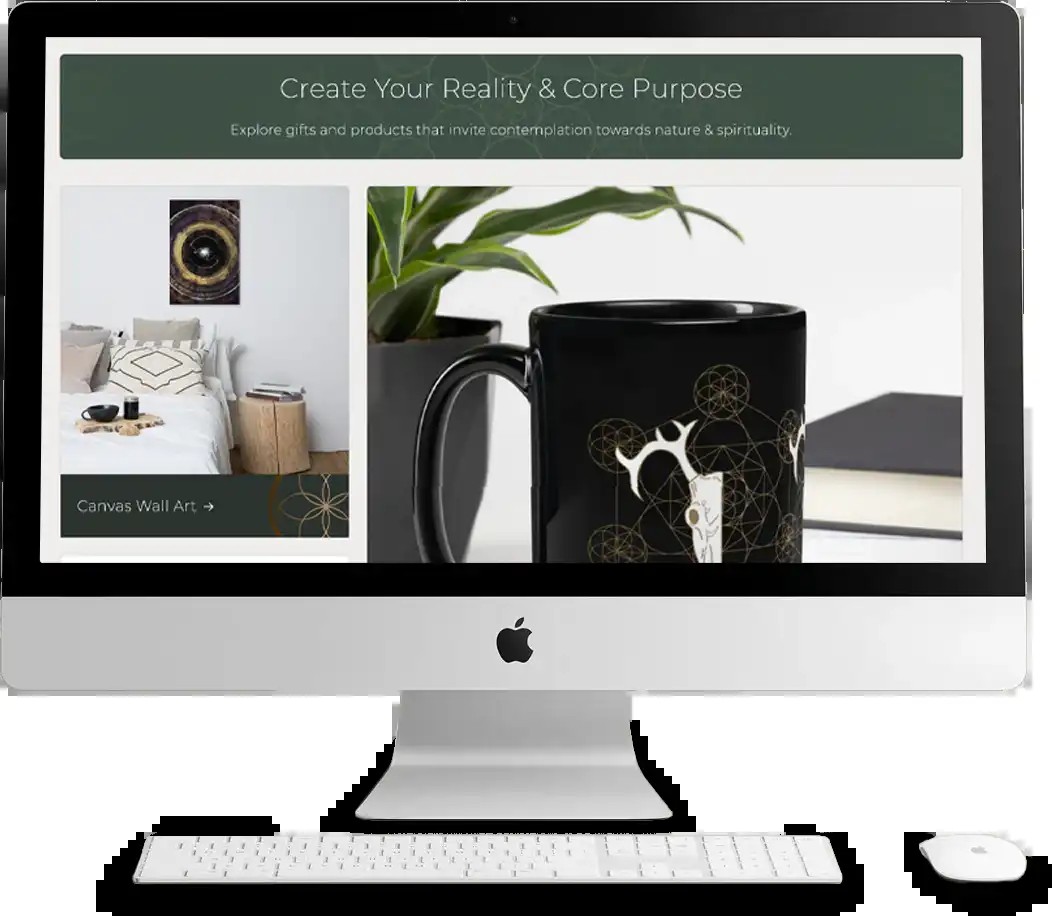 Create Your Reality & Core Purpose
Explore gifts and products that invite contemplation towards nature & spirituality.
Canvas Wall Art →